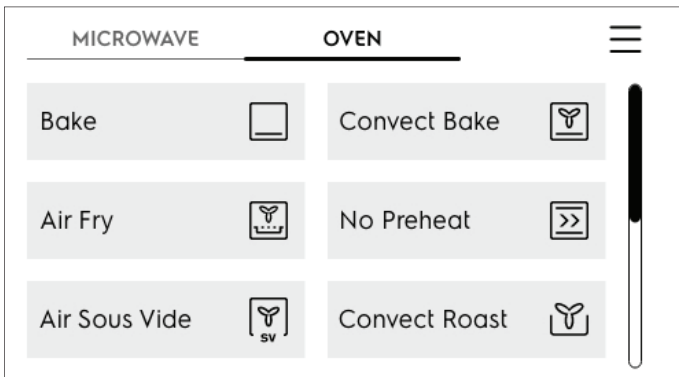 MICROWAVE OVEN
Bake Convect Bake
Air Fry No Preheat
Air Sous Vide Convect Roast
SV